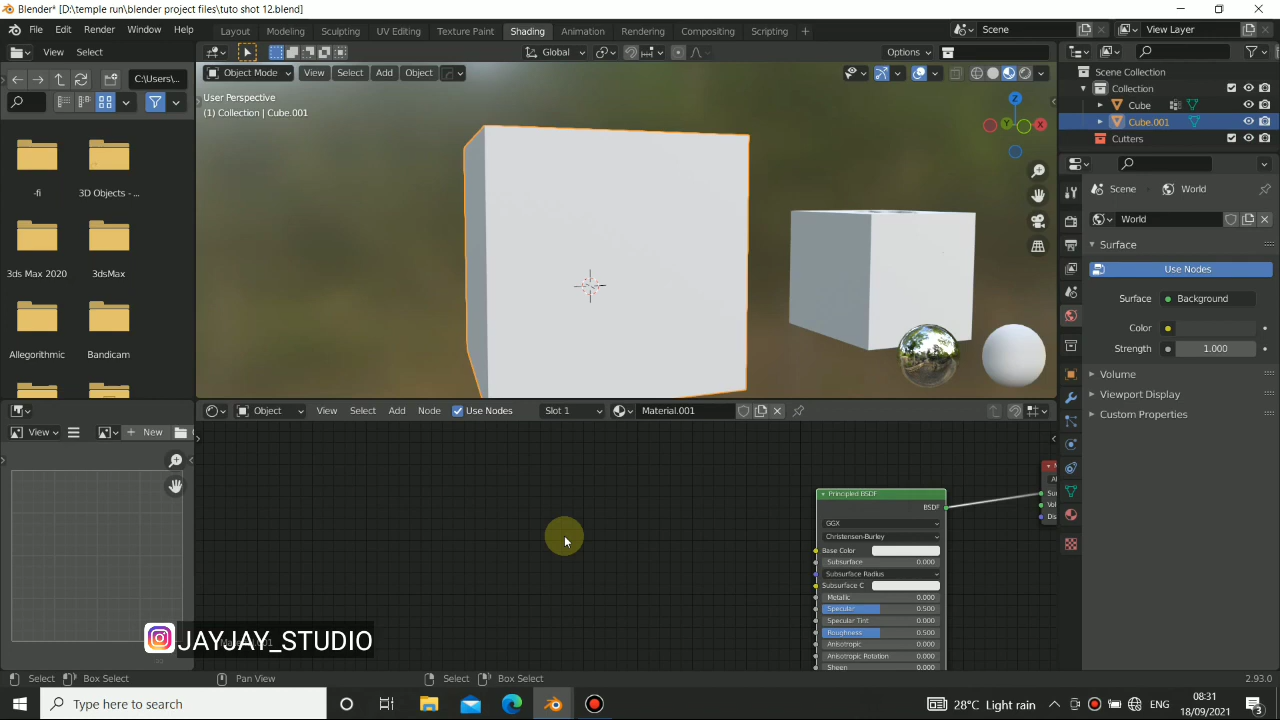 Blender* [D:\temple run\blender project files\tuto shot 12.blend]
File Edit Render Window Help Layout Modeling Sculpting UV Editing Texture Paint Shading Animation Rendering Compositing Scripting + Scene View Layer
View Select Global Options
Object Mode View Select Add Object
C:\Users\...
User Perspective
(1) Collection | Cube.001
Z
Y X
-fi 3D Objects - ...
3ds Max 2020 3dsMax
Allegorithmic Bandicam
Scene Collection
Collection
Cube
Cube.001
Cutters
Scene World
World
Surface
Use Nodes
Surface Background
Color
Strength 1.000
Volume
Viewport Display
Custom Properties
Object View Select Add Node Use Nodes Slot 1 Material.001
View New
Principled BSDF
BSDF
GGX
Christensen-Burley
Base Color
Subsurface 0.000
Subsurface Radius
Subsurface C
Metallic 0.000
Specular 0.500
Specular Tint 0.000
Roughness 0.500
Anisotropic 0.000
Anisotropic Rotation 0.000
Sheen 0.000
JAYJAY_STUDIO
Select Box Select Pan View Select Box Select 2.93.0
Type here to search 28°C Light rain ENG 08:31
18/09/2021